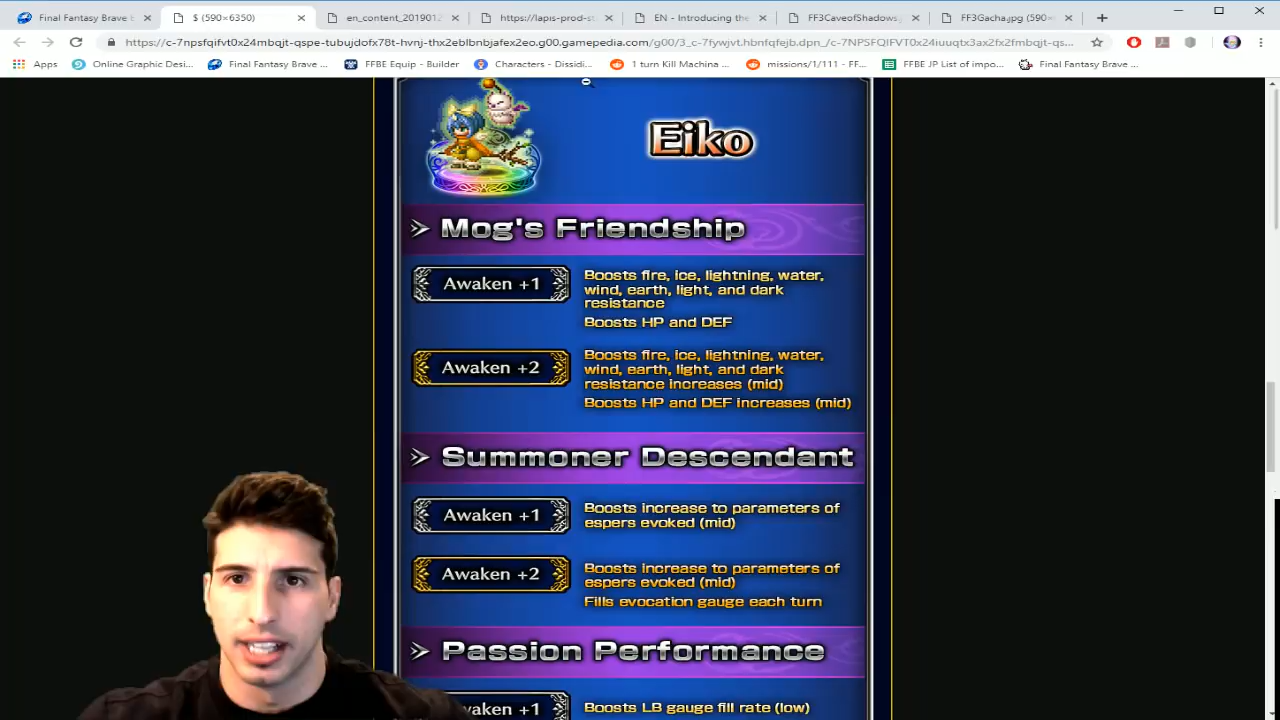 Final Fantasy Brave E
$ (590×6350)
en_content_2019012
https://lapis-prod-st
EN - Introducing the
FF3CaveofShadows.
FF3Gacha.jpg (590×
Apps
Online Graphic Desi...
Final Fantasy Brave ...
FFBE Equip - Builder
Characters - Dissidi...
1 turn Kill Machina ...
missions/1/111 - FF...
FFBE JP List of impo...
Final Fantasy Brave ...
Eiko
Mog's Friendship
Awaken +1
Boosts fire, ice, lightning, water,
wind, earth, light, and dark
resistance
Boosts HP and DEF
Awaken +2
Boosts fire, ice, lightning, water,
wind, earth, light, and dark
resistance increases (mid)
Boosts HP and DEF increases (mid)
Summoner Descendant
Awaken +1
Boosts increase to parameters of
espers evoked (mid)
Awaken +2
Boosts increase to parameters of
espers evoked (mid)
Fills evocation gauge each turn
Passion Performance
waken +1
Boosts LB gauge fill rate (low)